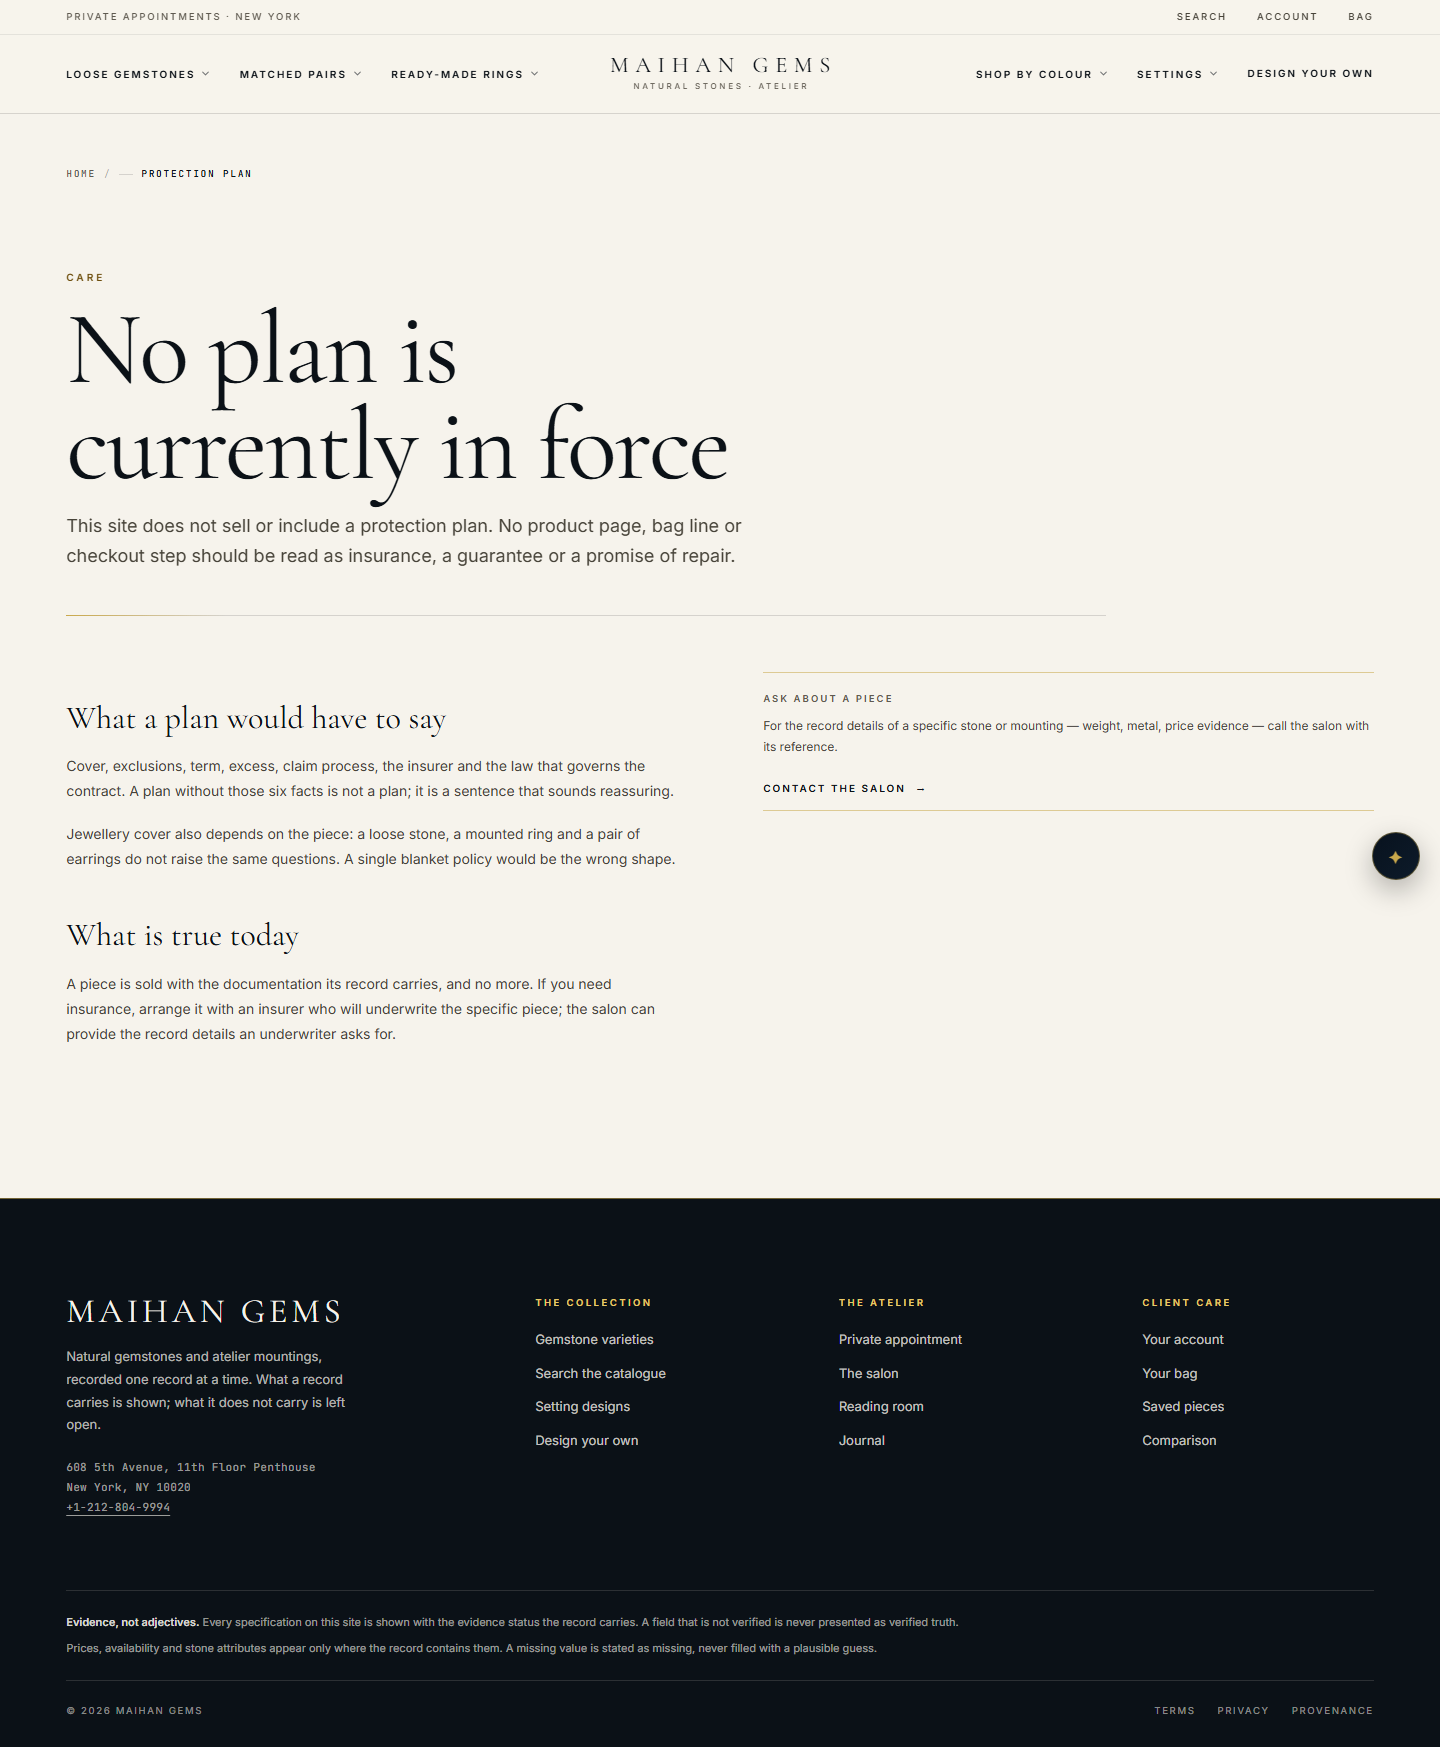 PRIVATE APPOINTMENTS · NEW YORK
SEARCH ACCOUNT BAG
LOOSE GEMSTONES MATCHED PAIRS READY-MADE RINGS
MAIHAN GEMS
NATURAL STONES · ATELIER
SHOP BY COLOUR SETTINGS DESIGN YOUR OWN
HOME / — PROTECTION PLAN
CARE
No plan is
currently in force
This site does not sell or include a protection plan. No product page, bag line or
checkout step should be read as insurance, a guarantee or a promise of repair.
What a plan would have to say
Cover, exclusions, term, excess, claim process, the insurer and the law that governs the
contract. A plan without those six facts is not a plan; it is a sentence that sounds reassuring.
Jewellery cover also depends on the piece: a loose stone, a mounted ring and a pair of
earrings do not raise the same questions. A single blanket policy would be the wrong shape.
What is true today
A piece is sold with the documentation its record carries, and no more. If you need
insurance, arrange it with an insurer who will underwrite the specific piece; the salon can
provide the record details an underwriter asks for.
ASK ABOUT A PIECE
For the record details of a specific stone or mounting — weight, metal, price evidence — call the salon with
its reference.
CONTACT THE SALON →
MAIHAN GEMS
Natural gemstones and atelier mountings,
recorded one record at a time. What a record
carries is shown; what it does not carry is left
open.
608 5th Avenue, 11th Floor Penthouse
New York, NY 10020
+1-212-804-9994
THE COLLECTION
Gemstone varieties
Search the catalogue
Setting designs
Design your own
THE ATELIER
Private appointment
The salon
Reading room
Journal
CLIENT CARE
Your account
Your bag
Saved pieces
Comparison
Evidence, not adjectives. Every specification on this site is shown with the evidence status the record carries. A field that is not verified is never presented as verified truth.
Prices, availability and stone attributes appear only where the record contains them. A missing value is stated as missing, never filled with a plausible guess.
© 2026 MAIHAN GEMS
TERMS PRIVACY PROVENANCE